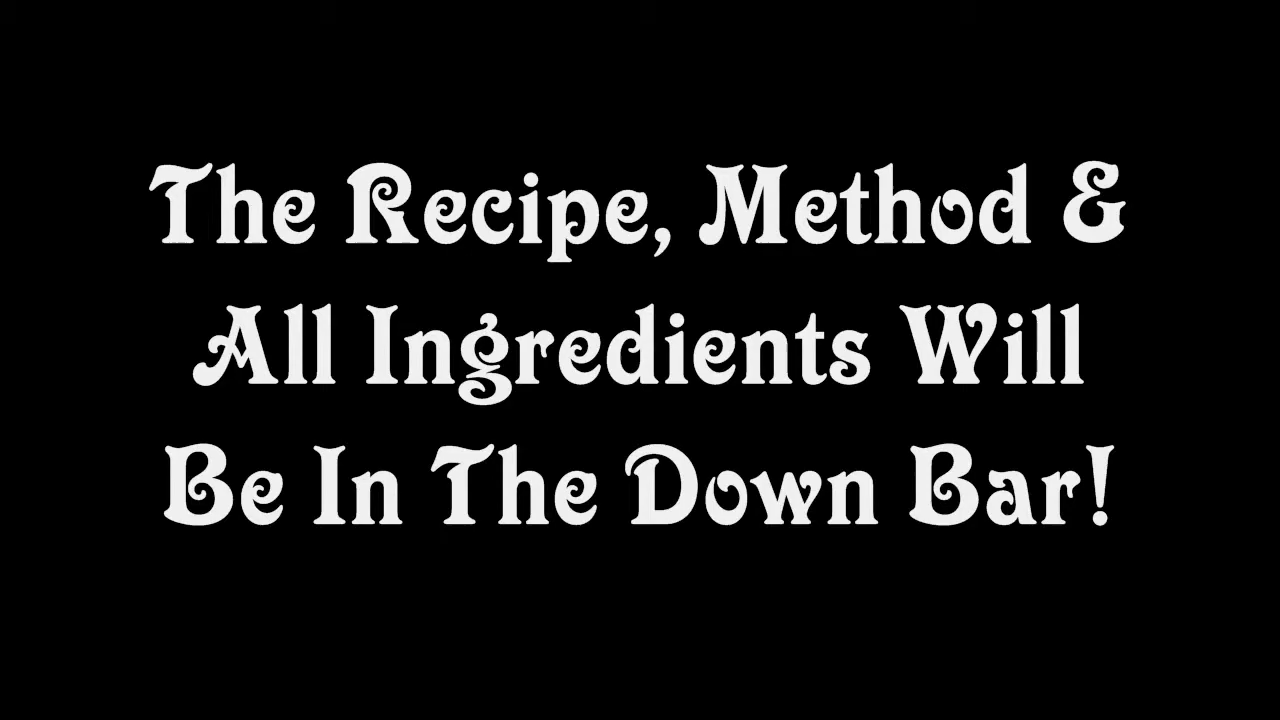 The Recipe, Method &
All Ingredients Will
Be In The Down Bar!